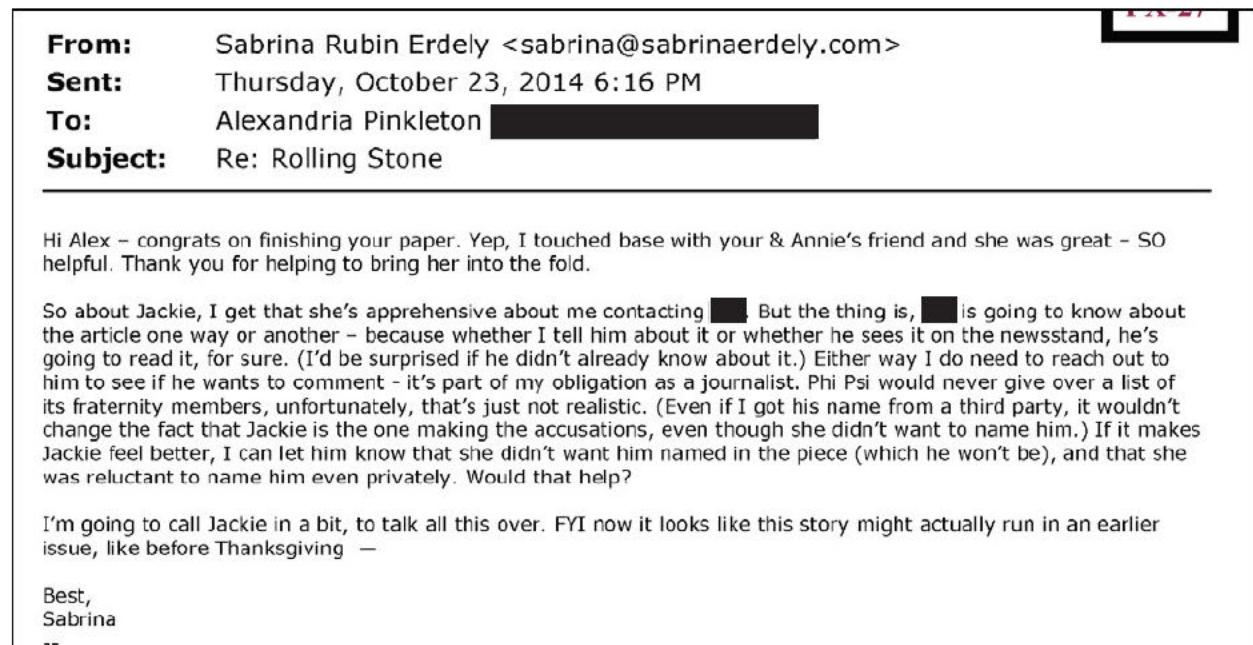 PX-27
From: Sabrina Rubin Erdely <sabrina@sabrinaerdely.com>
Sent: Thursday, October 23, 2014 6:16 PM
To: Alexandria Pinkleton
Subject: Re: Rolling Stone
Hi Alex – congrats on finishing your paper. Yep, I touched base with your & Annie's friend and she was great – SO
helpful. Thank you for helping to bring her into the fold.
So about Jackie, I get that she's apprehensive about me contacting . But the thing is, is going to know about
the article one way or another – because whether I tell him about it or whether he sees it on the newsstand, he's
going to read it, for sure. (I'd be surprised if he didn't already know about it.) Either way I do need to reach out to
him to see if he wants to comment - it's part of my obligation as a journalist. Phi Psi would never give over a list of
its fraternity members, unfortunately, that's just not realistic. (Even if I got his name from a third party, it wouldn't
change the fact that Jackie is the one making the accusations, even though she didn't want to name him.) If it makes
Jackie feel better, I can let him know that she didn't want him named in the piece (which he won't be), and that she
was reluctant to name him even privately. Would that help?
I'm going to call Jackie in a bit, to talk all this over. FYI now it looks like this story might actually run in an earlier
issue, like before Thanksgiving —
Best,
Sabrina
--